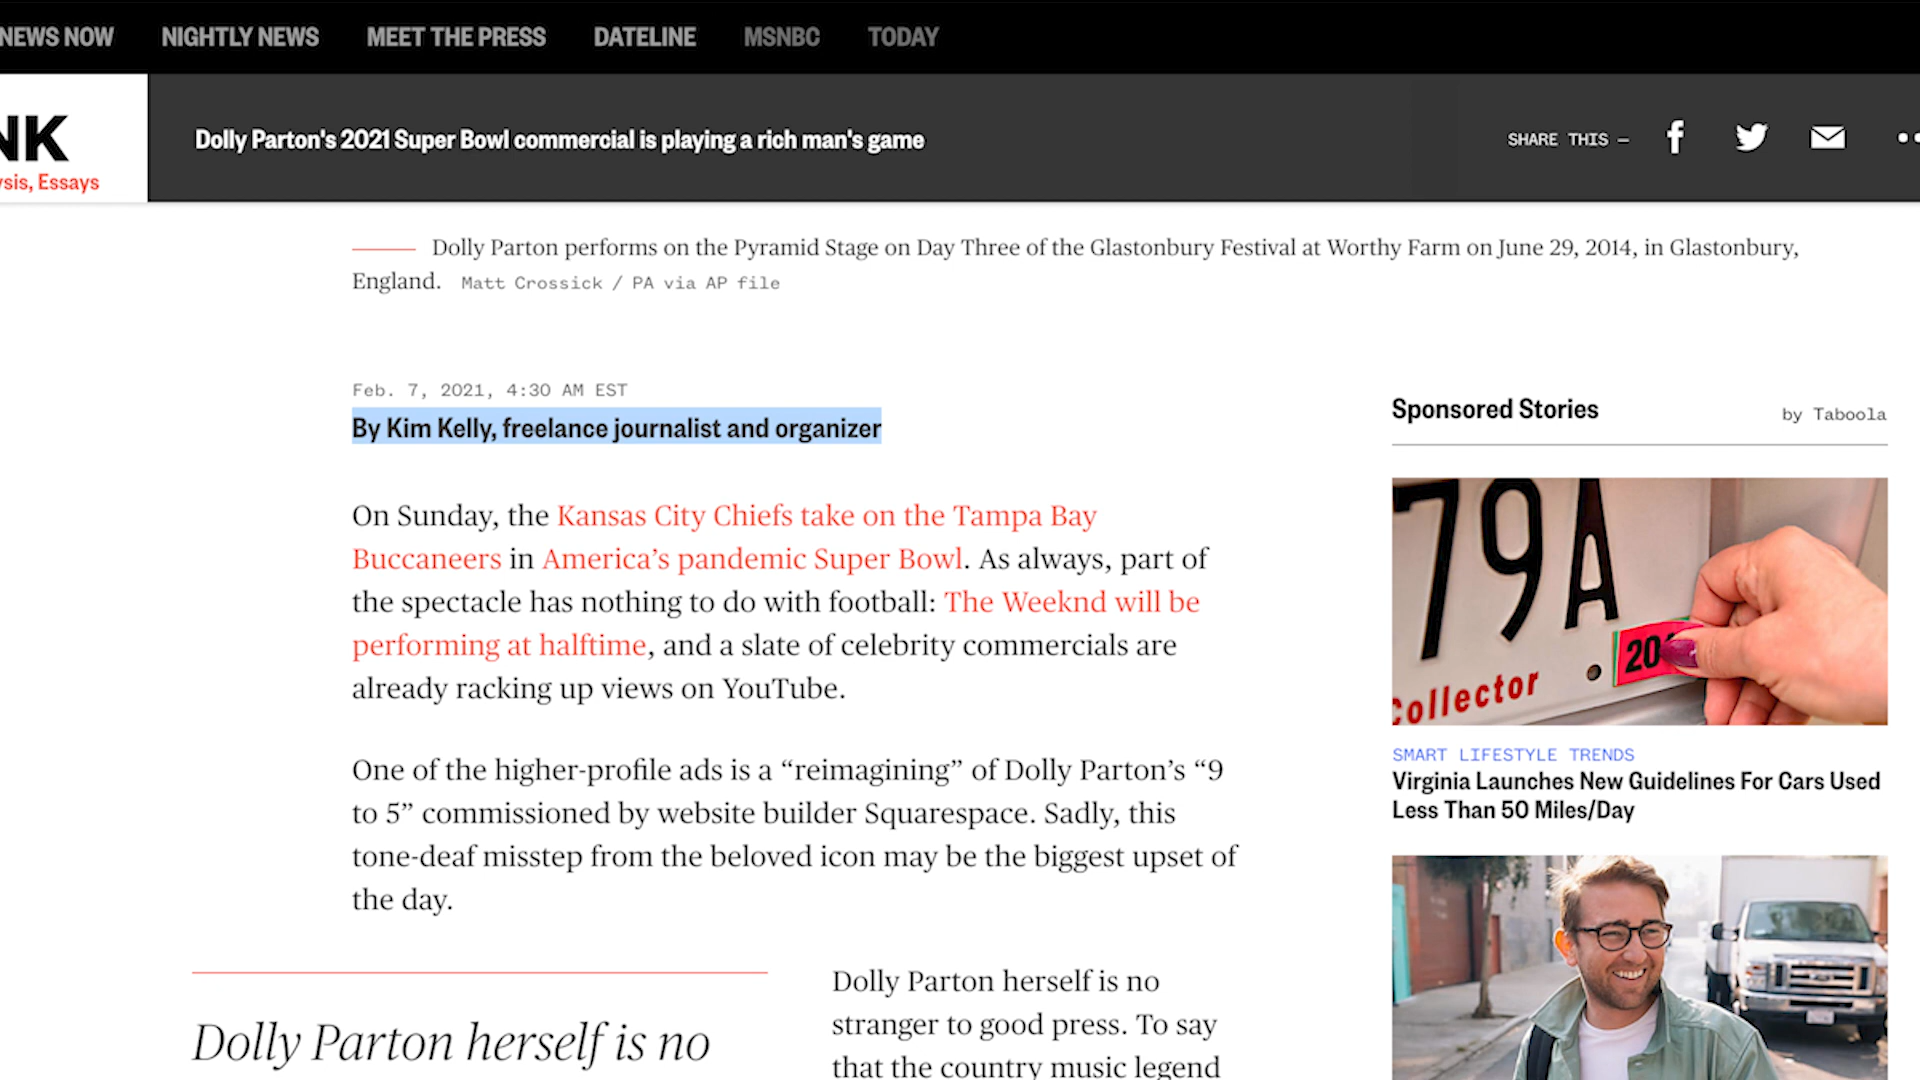 NEWS NOW NIGHTLY NEWS MEET THE PRESS DATELINE MSNBC TODAY
NK
ysis, Essays
Dolly Parton's 2021 Super Bowl commercial is playing a rich man's game
SHARE THIS —
Dolly Parton performs on the Pyramid Stage on Day Three of the Glastonbury Festival at Worthy Farm on June 29, 2014, in Glastonbury,
England. Matt Crossick / PA via AP file
Feb. 7, 2021, 4:30 AM EST
By Kim Kelly, freelance journalist and organizer
On Sunday, the Kansas City Chiefs take on the Tampa Bay
Buccaneers in America’s pandemic Super Bowl. As always, part of
the spectacle has nothing to do with football: The Weeknd will be
performing at halftime, and a slate of celebrity commercials are
already racking up views on YouTube.
One of the higher-profile ads is a “reimagining” of Dolly Parton’s “9
to 5” commissioned by website builder Squarespace. Sadly, this
tone-deaf misstep from the beloved icon may be the biggest upset of
the day.
Dolly Parton herself is no
Dolly Parton herself is no
stranger to good press. To say
that the country music legend
Sponsored Stories
by Taboola
79A
20
Collector
SMART LIFESTYLE TRENDS
Virginia Launches New Guidelines For Cars Used
Less Than 50 Miles/Day